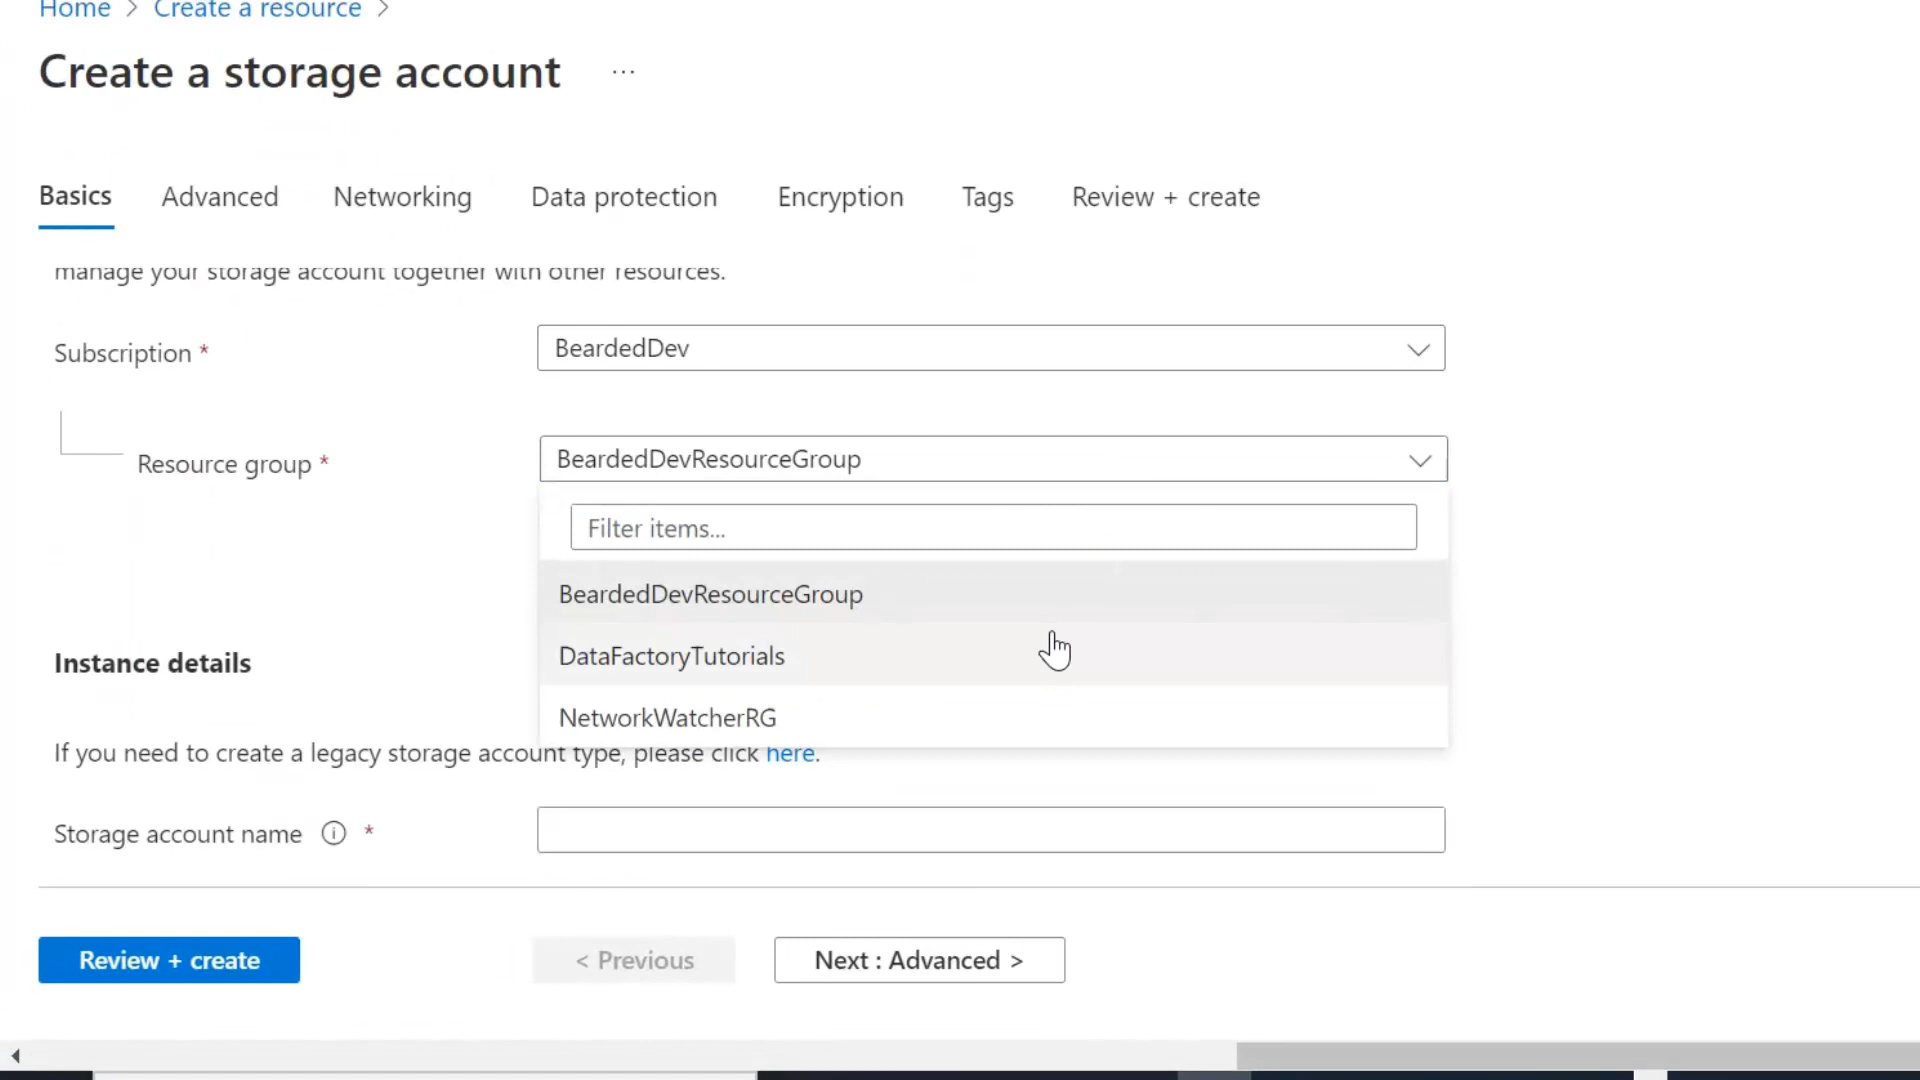 Home > Create a resource >
Create a storage account ...
Basics Advanced Networking Data protection Encryption Tags Review + create
manage your storage account together with other resources.
Subscription * BeardedDev
Resource group * BeardedDevResourceGroup
Filter items...
BeardedDevResourceGroup
DataFactoryTutorials
Instance details
NetworkWatcherRG
If you need to create a legacy storage account type, please click here.
Storage account name *
Review + create < Previous Next : Advanced >